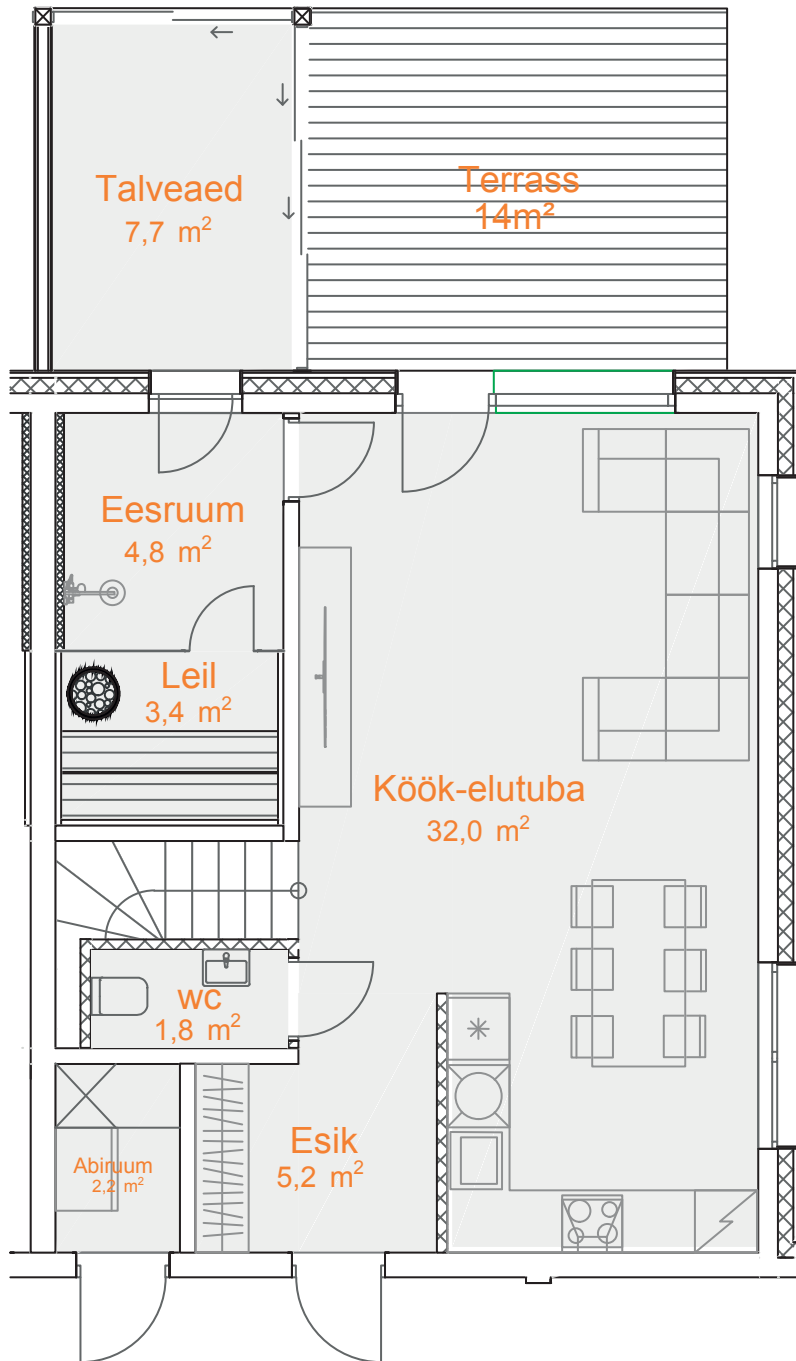 Talveaed
7,7 m²
Terrass
14m²
Eesruum
4,8 m²
Leil
3,4 m²
Köök-elutuba
32,0 m²
wc
1,8 m²
Esik
5,2 m²
Abiruum
2,2 m²